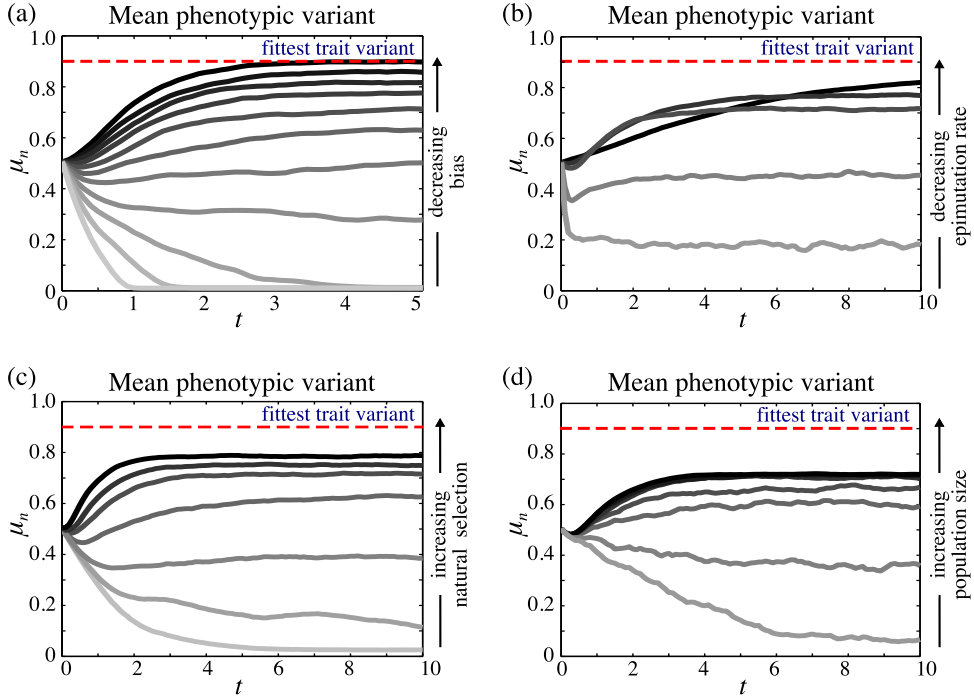 (a)
Mean phenotypic variant
1.0
fittest trait variant
0.8
0.6
μn
0.4
0.2
0
0 1 2 3 4 5
t
decreasing
bias
(b)
Mean phenotypic variant
1.0
fittest trait variant
0.8
0.6
μn
0.4
0.2
0
0 2 4 6 8 10
t
decreasing
epimutation rate
(c)
Mean phenotypic variant
1.0
fittest trait variant
0.8
0.6
μn
0.4
0.2
0
0 2 4 6 8 10
t
increasing
natural selection
(d)
Mean phenotypic variant
1.0
fittest trait variant
0.8
0.6
μn
0.4
0.2
0
0 2 4 6 8 10
t
increasing
population size